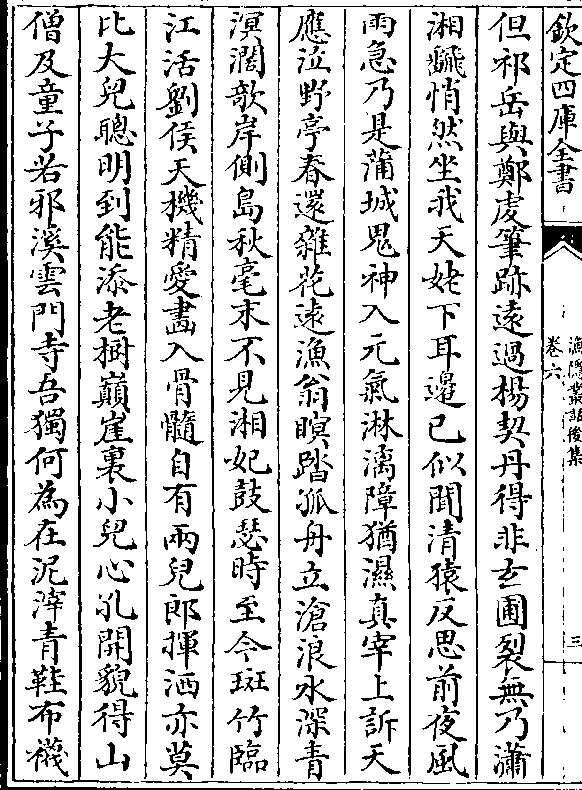 欽定四庫全書
漁隱叢話後集
卷六
三
但祁岳與鄭虔筆跡遠過楊契丹得非玄圃裂無乃瀟
湘飜悄然坐我天姥下耳邊已似聞清猿反思前夜風
雨急乃是蒲城鬼神入元氣淋漓障猶濕真宰上訴天
應泣野亭春還雜花逺漁翁暝踏孤舟立滄浪水深青
溟濶欹岸側島秋毫末不見湘妃鼓瑟時至今斑竹臨
江活劉侯天機精愛畫入骨髓自有兩兒郎揮洒亦莫
比大兒聰明到能添老樹巔崖裏小兒心孔開貌得山
僧及童子若邪溪雲門寺吾獨何為在泥滓青鞋布襪